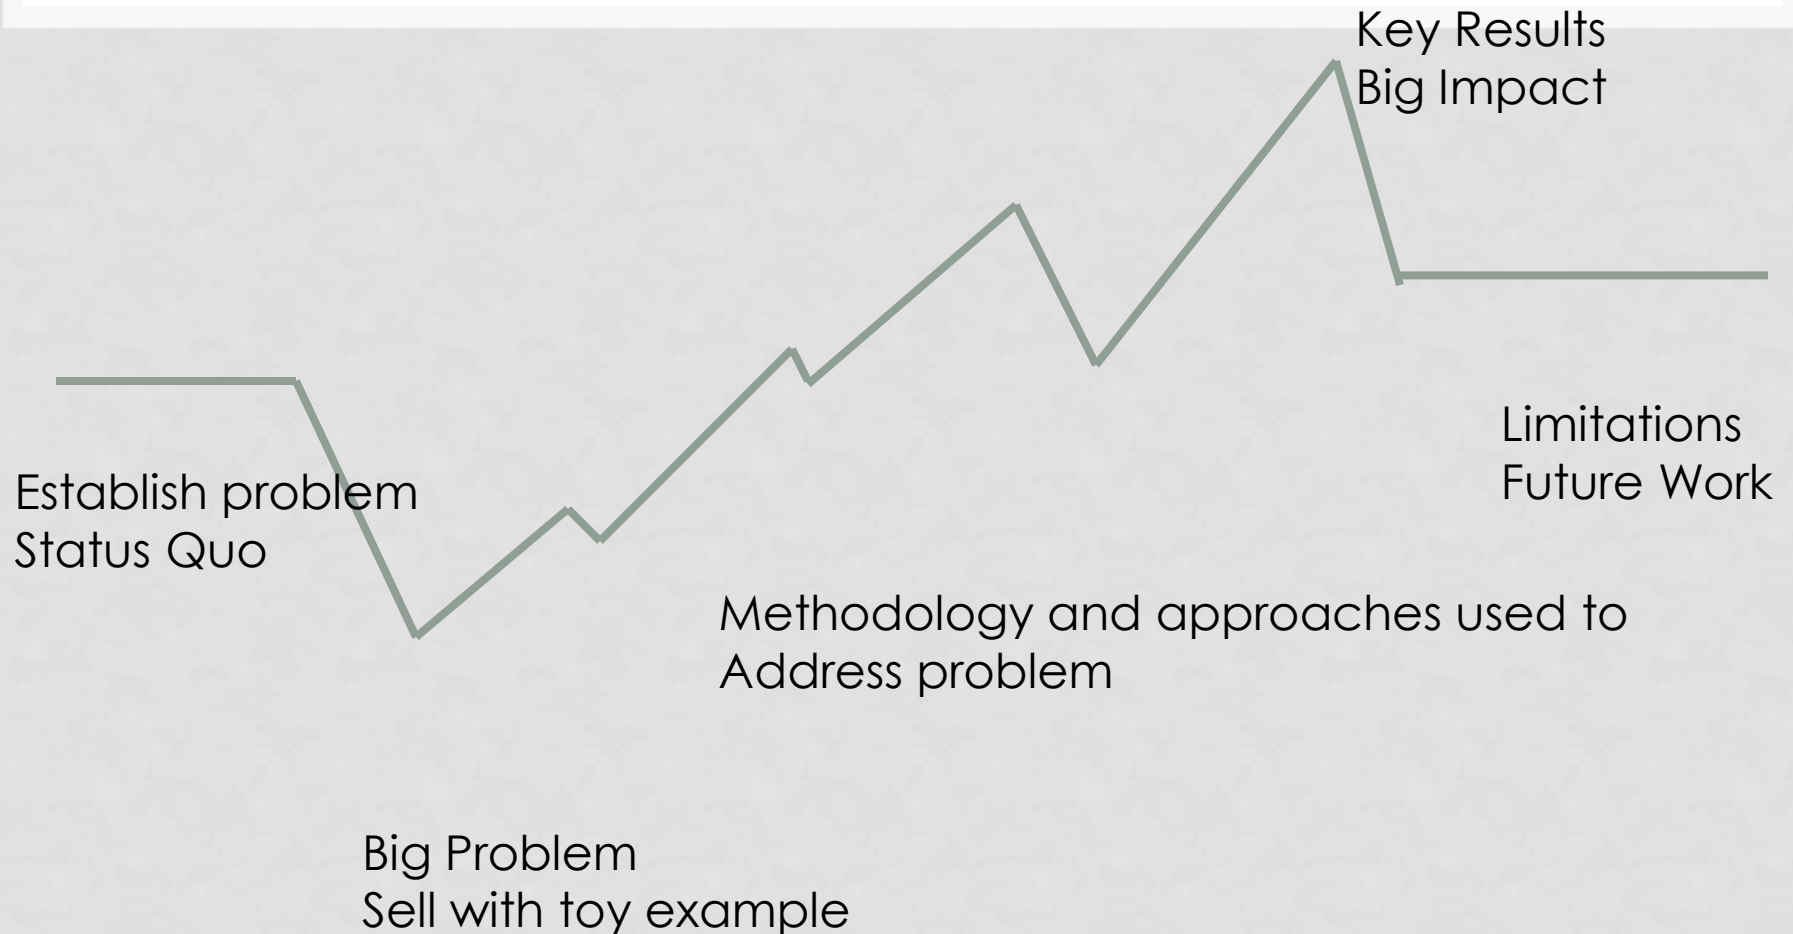 Key Results
Big Impact
Establish problem
Status Quo
Limitations
Future Work
Methodology and approaches used to
Address problem
Big Problem
Sell with toy example